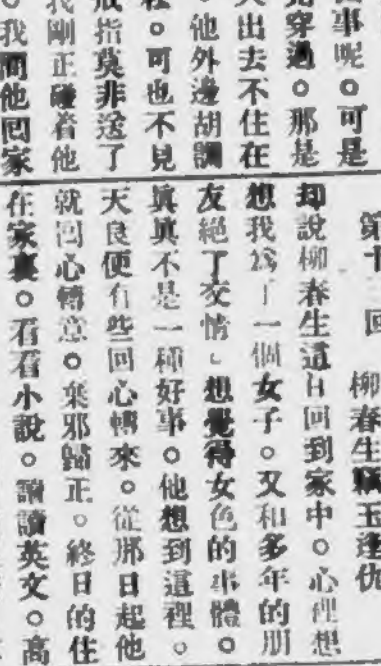 事呢。可是
穿過。那是
出去不住在
。他外邊胡調
。可也不見
戒指莫非送了
我剛正碰着他
。我問他囘家
第十二回 柳春生騙玉逢仇
却說柳春生這日回到家中。心裡想
想我爲了一個女子。又和多年的朋
友絕了交情。想覺得女色的事體。
眞眞不是一種好事。他想到這裡。
天良便有些回心轉來。從那日起他
就囘心轉意。棄邪歸正。終日的住
在家裏。看看小說。讀讀英文。高